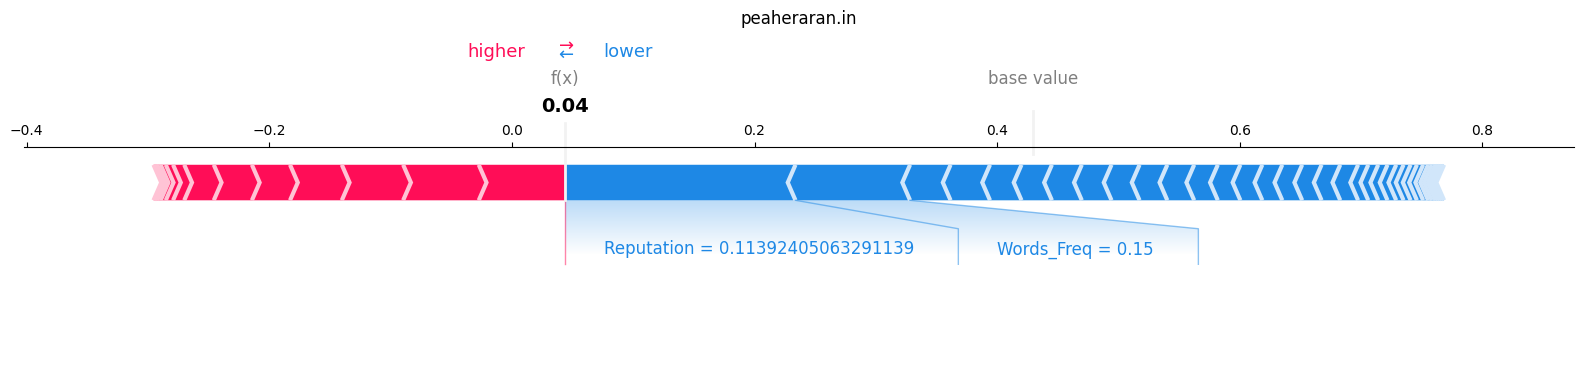 peaheraran.in
higher → ← lower
f(x) base value
0.04
−0.4 −0.2 0.0 0.2 0.4 0.6 0.8
Reputation = 0.11392405063291139 Words_Freq = 0.15